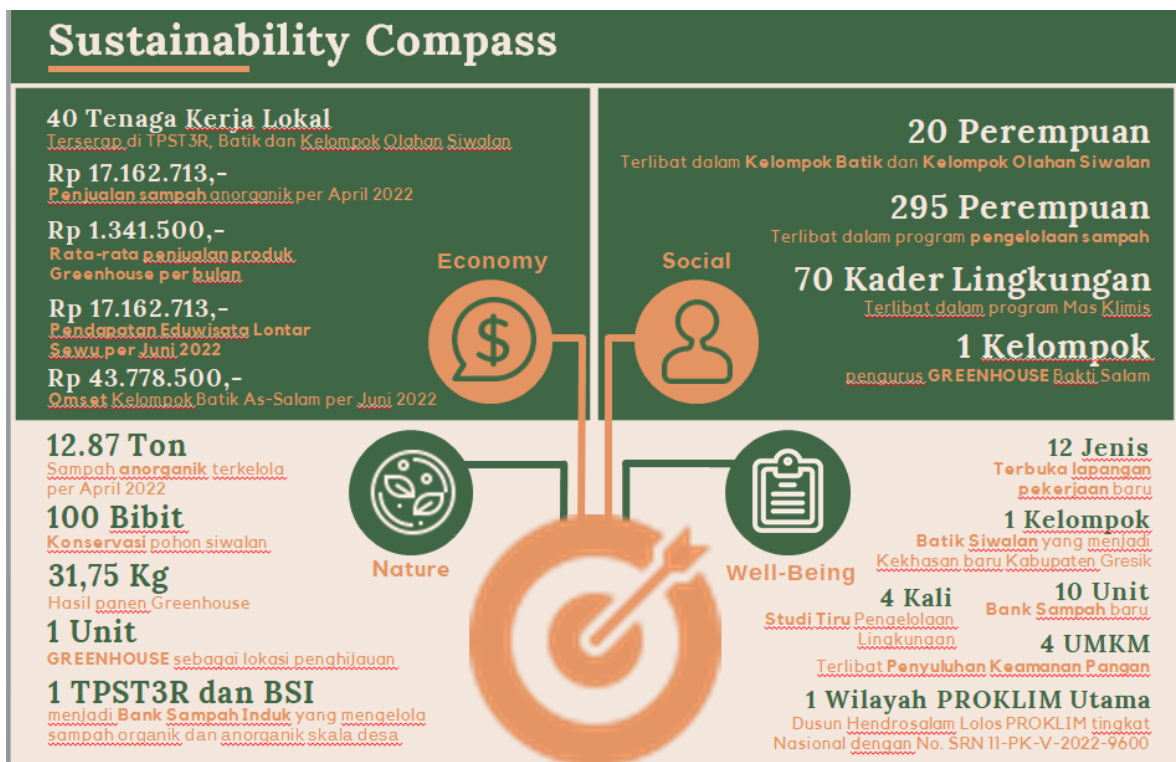 Sustainability Compass
40 Tenaga Kerja Lokal
Terserap di TPST3R, Batik dan Kelompok Olahan Siwalan
Rp 17.162.713,-
Penjualan sampah anorganik per April 2022
Rp 1.341.500,-
Rata-rata penjualan produk
Greenhouse per bulan
Rp 17.162.713,-
Pendapatan Eduwisata Lontar
Sewu per Juni 2022
Rp 43.778.500,-
Omset Kelompok Batik As-Salam per Juni 2022
Economy
20 Perempuan
Terlibat dalam Kelompok Batik dan Kelompok Olahan Siwalan
295 Perempuan
Terlibat dalam program pengelolaan sampah
70 Kader Lingkungan
Terlibat dalam program Mas Klimis
1 Kelompok
pengurus GREENHOUSE Bakti Salam
Social
12.87 Ton
Sampah anorganik terkelola
per April 2022
100 Bibit
Konservasi pohon siwalan
31,75 Kg
Hasil panen Greenhouse
1 Unit
GREENHOUSE sebagai lokasi penghijauan
1 TPST3R dan BSI
menjadi Bank Sampah Induk yang mengelola
sampah organik dan anorganik skala desa
Nature
12 Jenis
Terbuka lapangan
pekerjaan baru
1 Kelompok
Batik Siwalan yang menjadi
Kekhasan baru Kabupaten Gresik
Well-Being
4 Kali
Studi Tiru Pengelolaan
Lingkungan
10 Unit
Bank Sampah baru
4 UMKM
Terlibat Penyuluhan Keamanan Pangan
1 Wilayah PROKLIM Utama
Dusun Hendrosalam Lolos PROKLIM tingkat
Nasional dengan No. SRN 11-PK-V-2022-9600